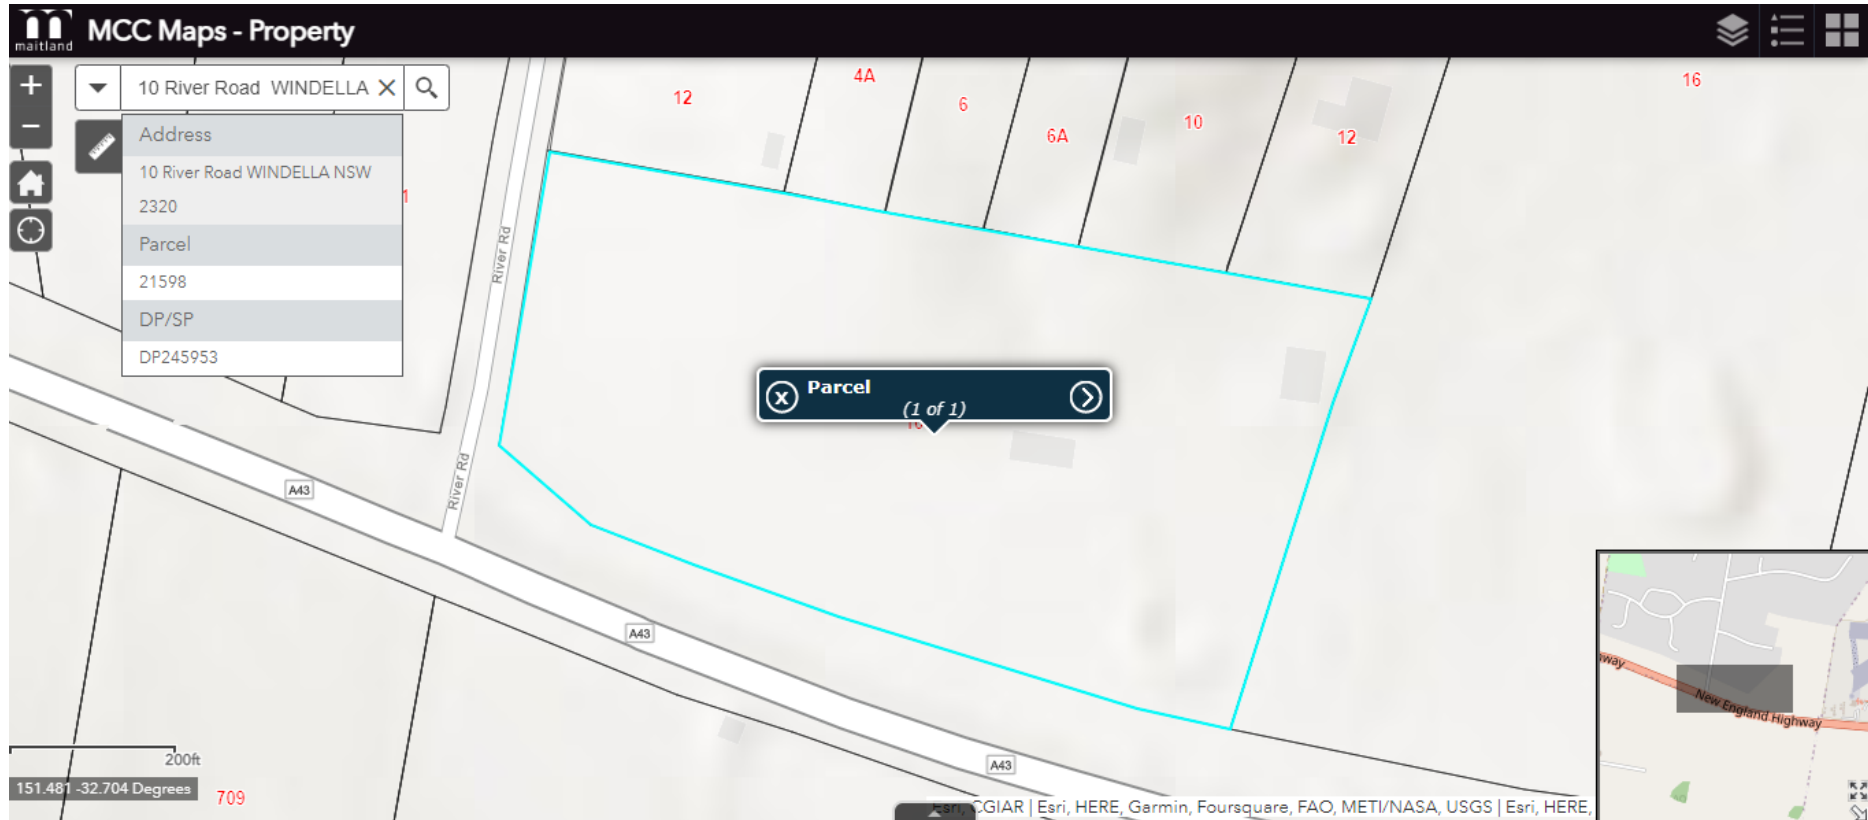 maitland
MCC Maps - Property
10 River Road WINDELLA
Address
10 River Road WINDELLA NSW
2320
Parcel
21598
DP/SP
DP245953
1
12
4A
6
6A
10
12
16
River Rd
River Rd
Parcel
(1 of 1)
A43
A43
A43
200ft
151.481 -32.704 Degrees
709
New England Highway
Esri, CGIAR | Esri, HERE, Garmin, Foursquare, FAO, METI/NASA, USGS | Esri, HERE,